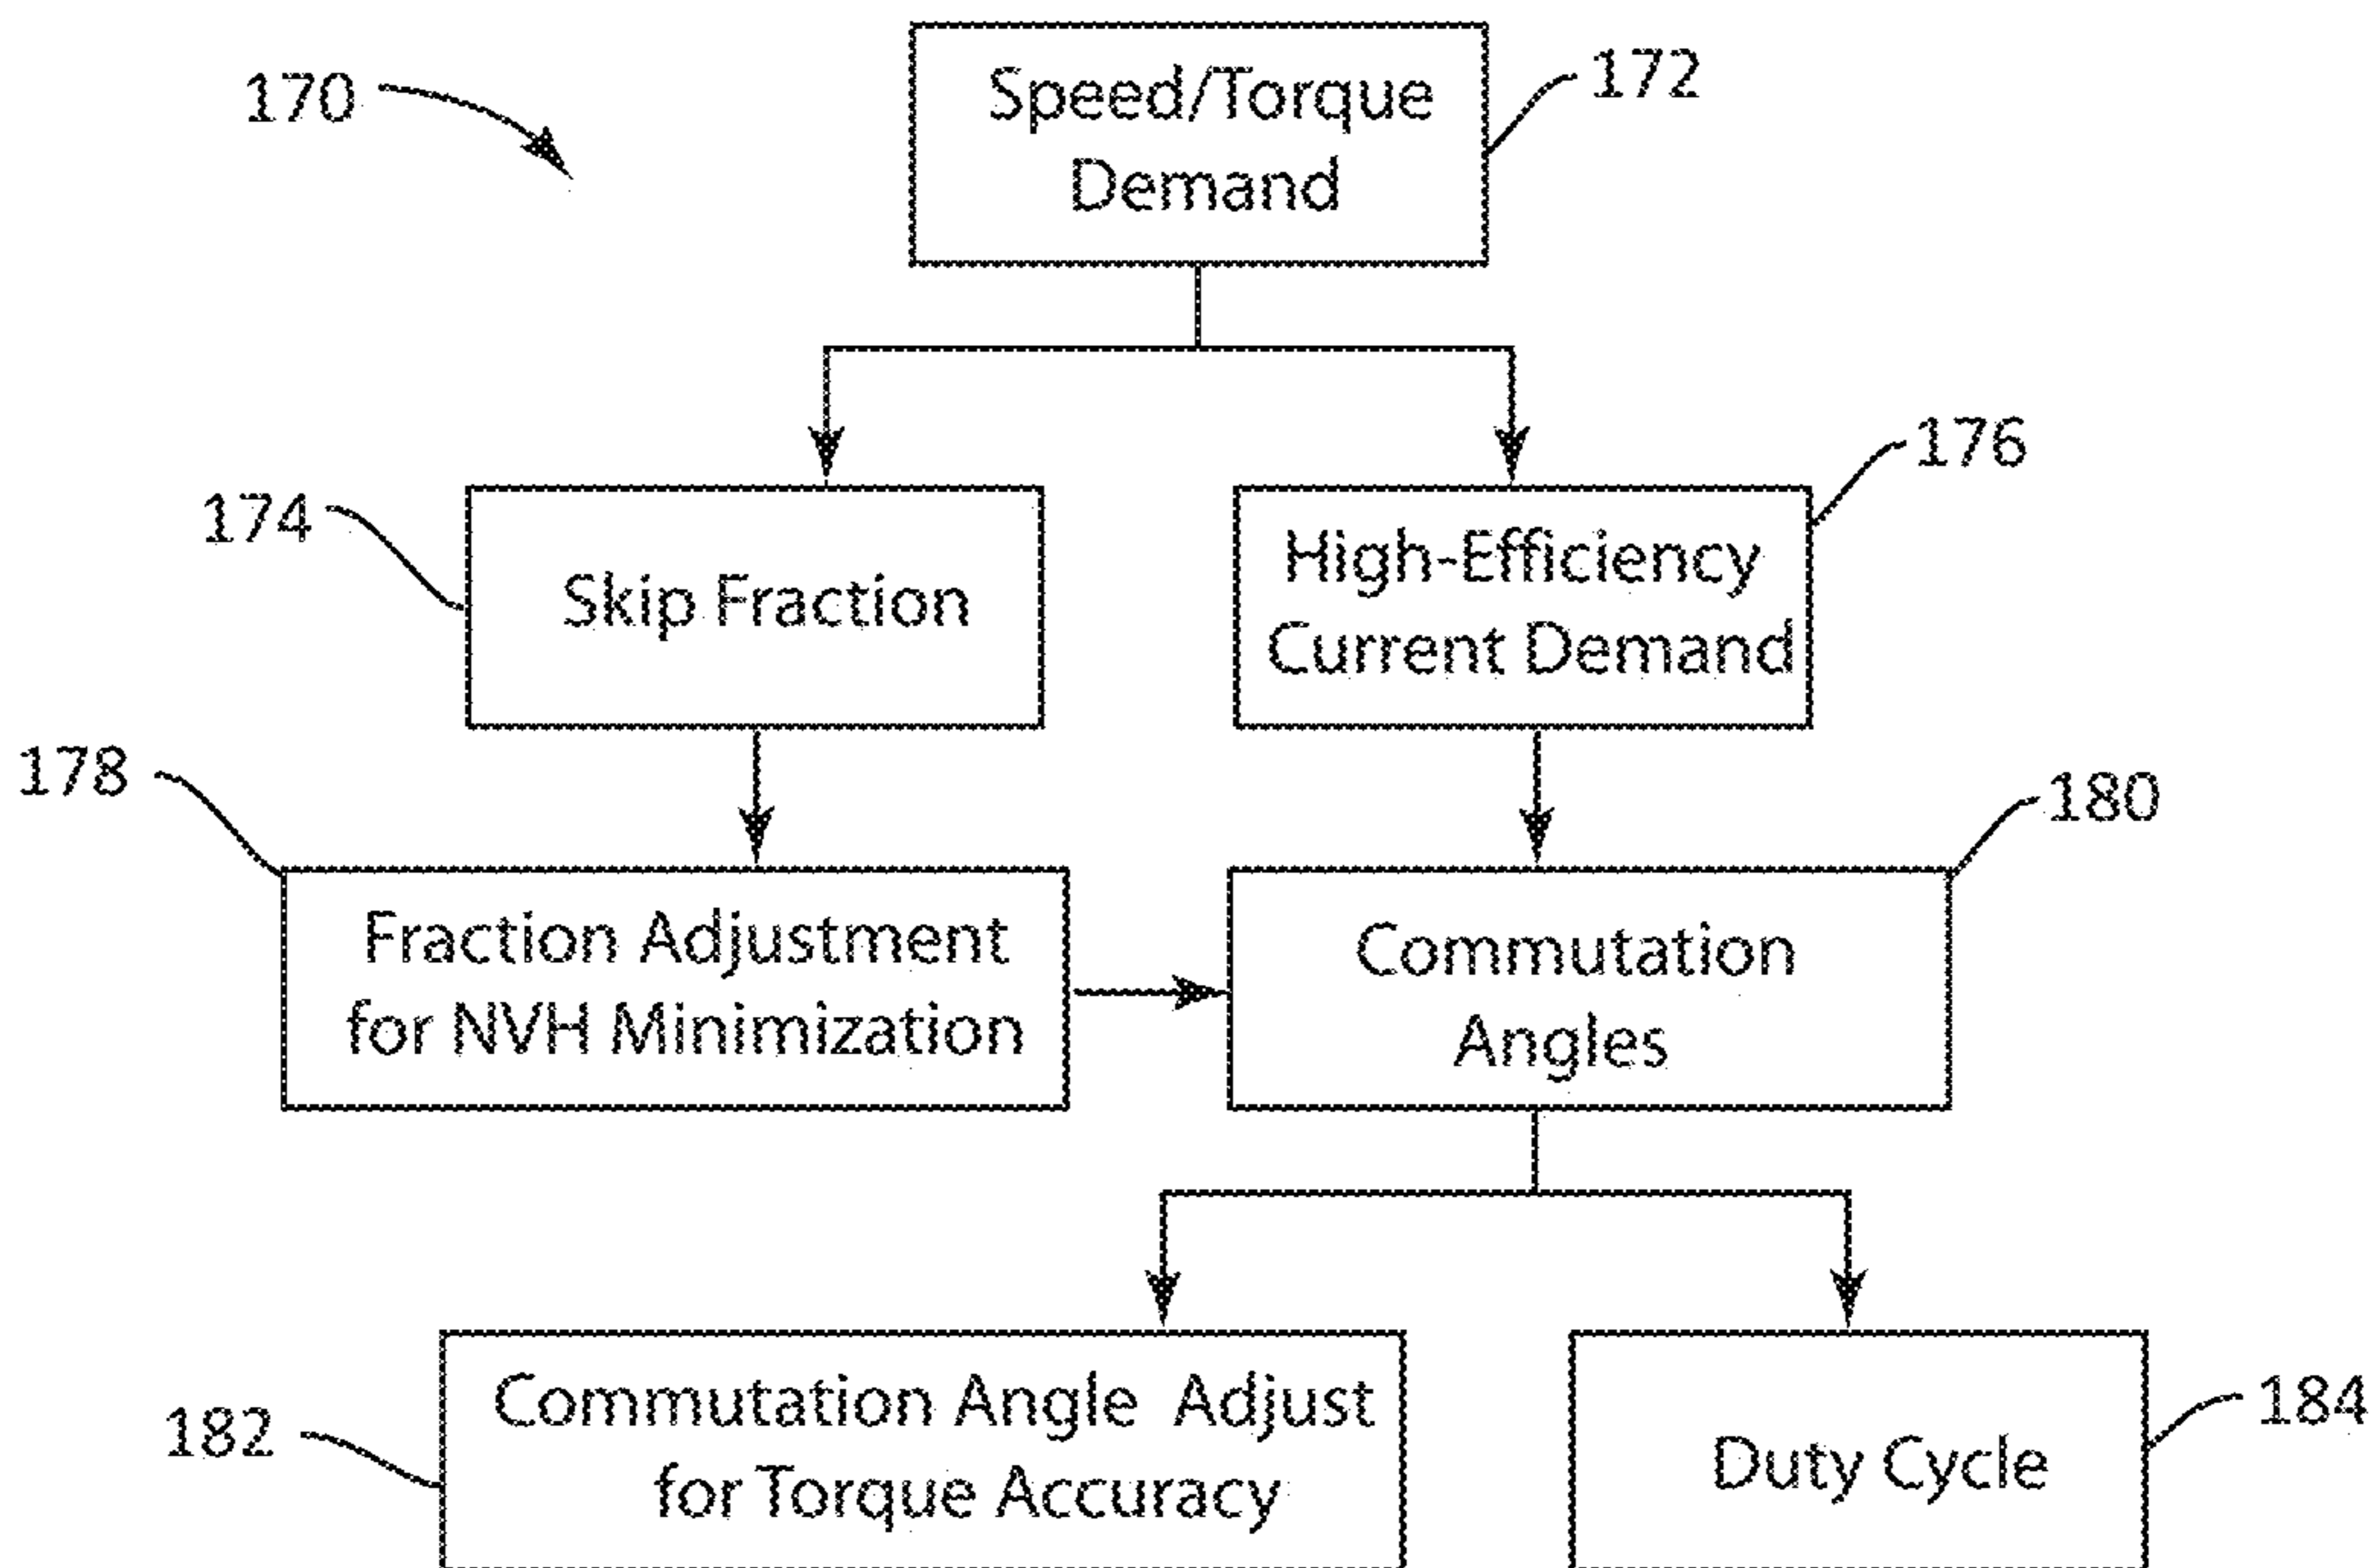 170
Speed/Torque
Demand
172
174
Skip Fraction
High-Efficiency
Current Demand
176
178
Fraction Adjustment
for NVH Minimization
Commutation
Angles
180
182
Commutation Angle Adjust
for Torque Accuracy
Duty Cycle
184